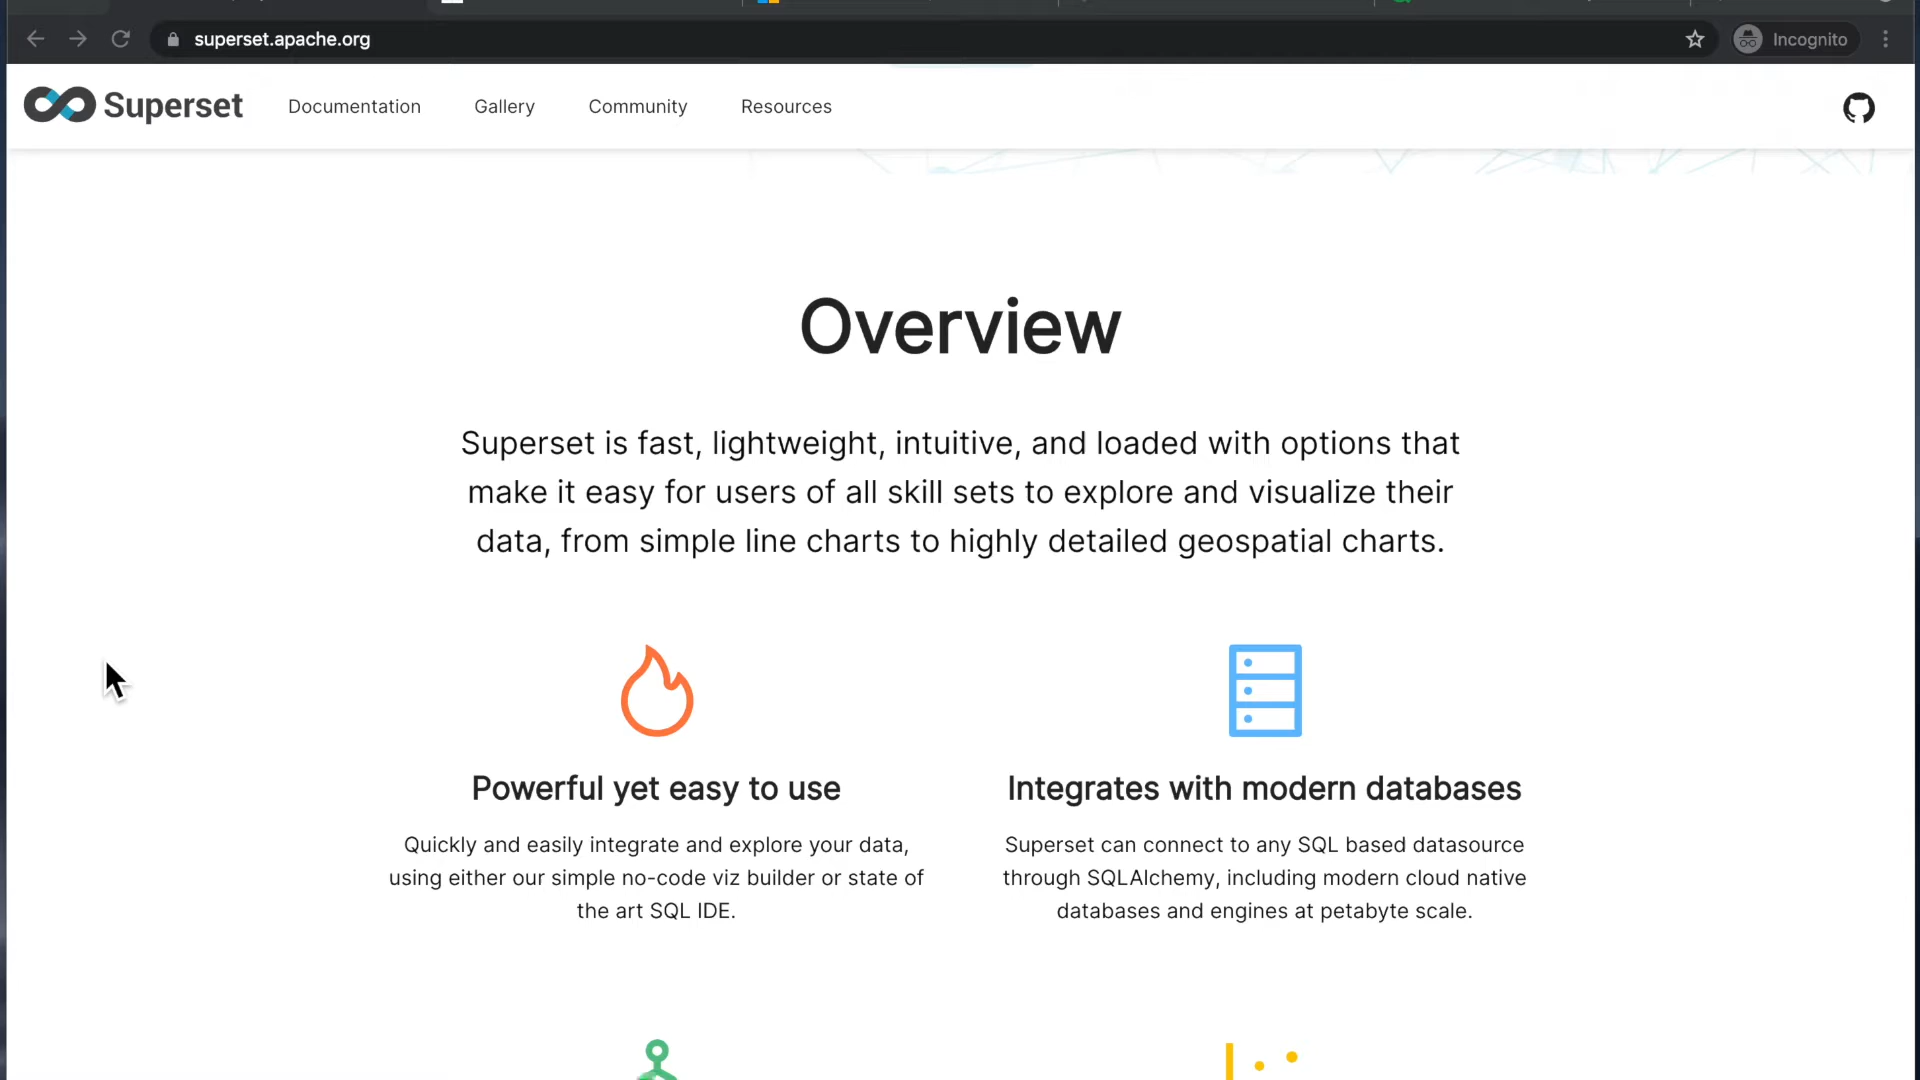 superset.apache.org
Incognito
Superset
Documentation
Gallery
Community
Resources
Overview
Superset is fast, lightweight, intuitive, and loaded with options that
make it easy for users of all skill sets to explore and visualize their
data, from simple line charts to highly detailed geospatial charts.
Powerful yet easy to use
Quickly and easily integrate and explore your data,
using either our simple no-code viz builder or state of
the art SQL IDE.
Integrates with modern databases
Superset can connect to any SQL based datasource
through SQLAlchemy, including modern cloud native
databases and engines at petabyte scale.